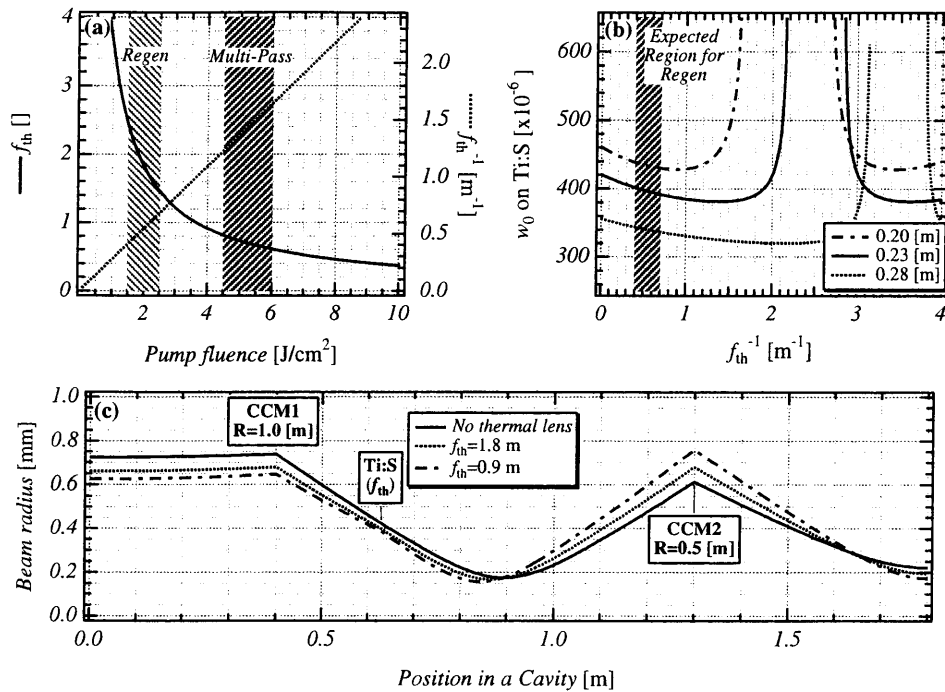 (a)
Regen
Multi-Pass
f_th []
4
3
2
1
0
2
4
6
8
10
Pump fluence [J/cm²]
2.0
1.5
1.0
0.5
0.0
f_th⁻¹ [m⁻¹]
(b)
Expected
Region for
Regen
w₀ on Ti:S [x10⁻⁶]
600
500
400
300
0.20 [m]
0.23 [m]
0.28 [m]
0
1
2
3
4
f_th⁻¹ [m⁻¹]
(c)
CCM1
R=1.0 [m]
No thermal lens
f_th=1.8 m
f_th=0.9 m
Ti:S
(f_th)
CCM2
R=0.5 [m]
Beam radius [mm]
1.0
0.8
0.6
0.4
0.2
0.0
0.0
0.5
1.0
1.5
Position in a Cavity [m]